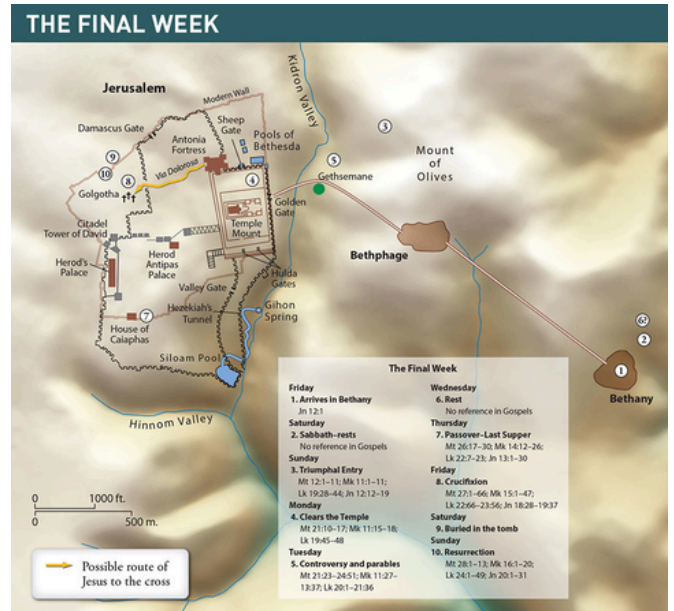 THE FINAL WEEK
Jerusalem
Modern Wall
Kidron Valley
Damascus Gate
Sheep
Gate
Antonia
Fortress
Pools of
Bethesda
3
Mount
of
Olives
9
10
8
Via Dolorosa
4
5
Gethsemane
Golgotha
Golden
Gate
Citadel
Tower of David
Temple
Mount
Bethphage
Herod's
Palace
Herod
Antipas
Palace
Hulda
Gates
Valley Gate
Hezekiah's
Tunnel
Gihon
Spring
7
House of
Caiaphas
Siloam Pool
6?
2
1
Bethany
Hinnom Valley
The Final Week
Friday
1. Arrives in Bethany
Jn 12:1
Saturday
2. Sabbath–rests
No reference in Gospels
Sunday
3. Triumphal Entry
Mt 12:1–11; Mk 11:1–11;
Lk 19:28–44; Jn 12:12–19
Monday
4. Clears the Temple
Mt 21:10–17; Mk 11:15–18;
Lk 19:45–48
Tuesday
5. Controversy and parables
Mt 21:23–24:51; Mk 11:27–
13:37; Lk 20:1–21:36
Wednesday
6. Rest
No reference in Gospels
Thursday
7. Passover–Last Supper
Mt 26:17–30; Mk 14:12–26;
Lk 22:7–23; Jn 13:1–30
Friday
8. Crucifixion
Mt 27:1–66; Mk 15:1–47;
Lk 22:66–23:56; Jn 18:28–19:37
Saturday
9. Buried in the tomb
Sunday
10. Resurrection
Mt 28:1–13; Mk 16:1–20;
Lk 24:1–49; Jn 20:1–31
0 1000 ft.
0 500 m.
Possible route of
Jesus to the cross